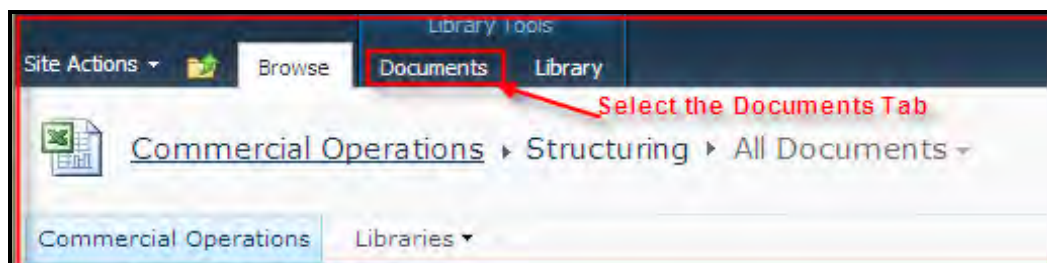 Library Tools
Site Actions Browse Documents Library
Select the Documents Tab
Commercial Operations Structuring All Documents
Commercial Operations Libraries